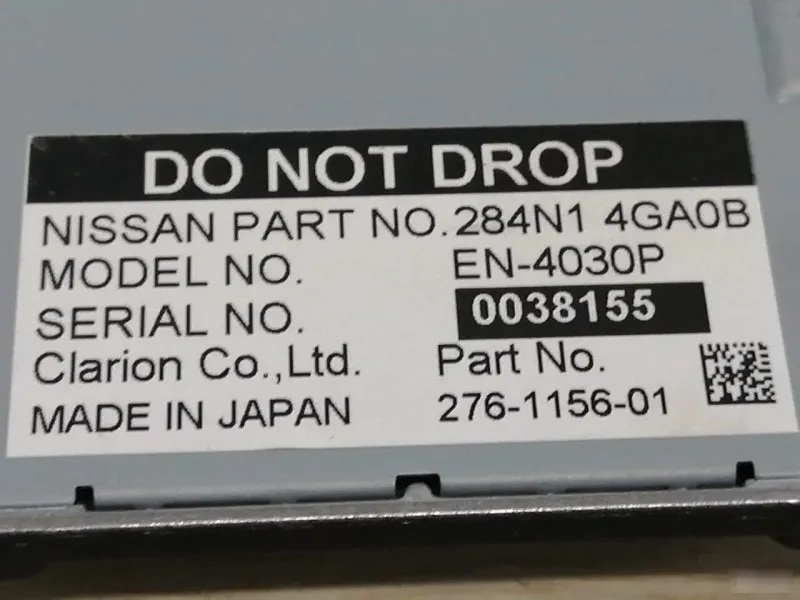 DO NOT DROP
NISSAN PART NO. 284N1 4GA0B
MODEL NO. EN-4030P
SERIAL NO. 0038155
Clarion Co.,Ltd. Part No.
MADE IN JAPAN 276-1156-01